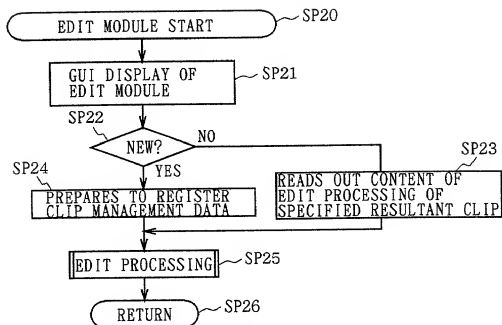 EDIT MODULE START
SP20
GUI DISPLAY OF
EDIT MODULE
SP21
SP22
NEW?
NO
YES
SP23
READS OUT CONTENT OF
EDIT PROCESSING OF
SPECIFIED RESULTANT CLIP
SP24
PREPARES TO REGISTER
CLIP MANAGEMENT DATA
EDIT PROCESSING
SP25
RETURN
SP26